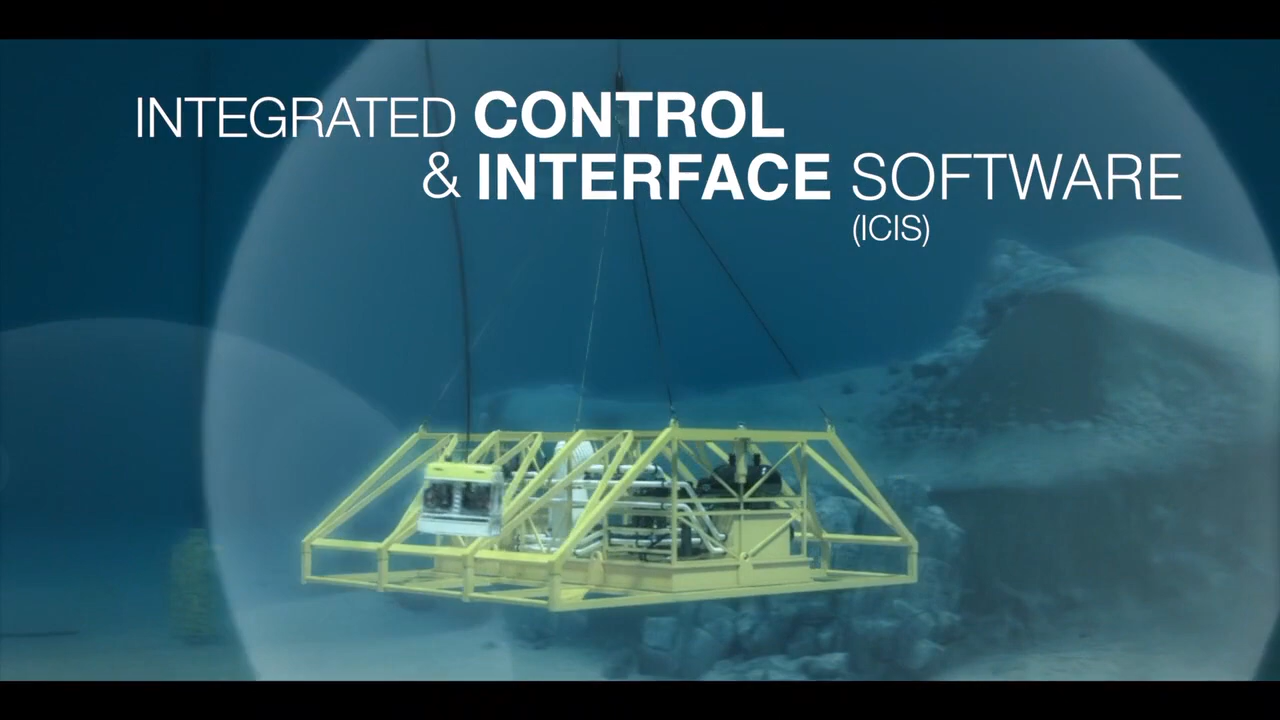 INTEGRATED CONTROL
& INTERFACE SOFTWARE
(ICIS)